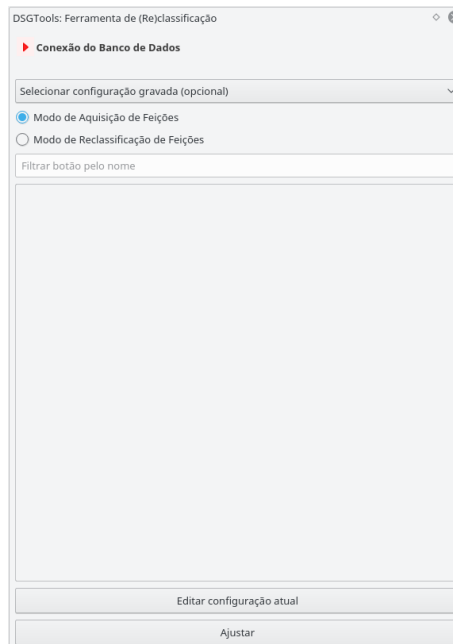 DSGTools: Ferramenta de (Re)classificação
Conexão do Banco de Dados
Selecionar configuração gravada (opcional)
Modo de Aquisição de Feições
Modo de Reclassificação de Feições
Filtrar botão pelo nome
Editar configuração atual
Ajustar